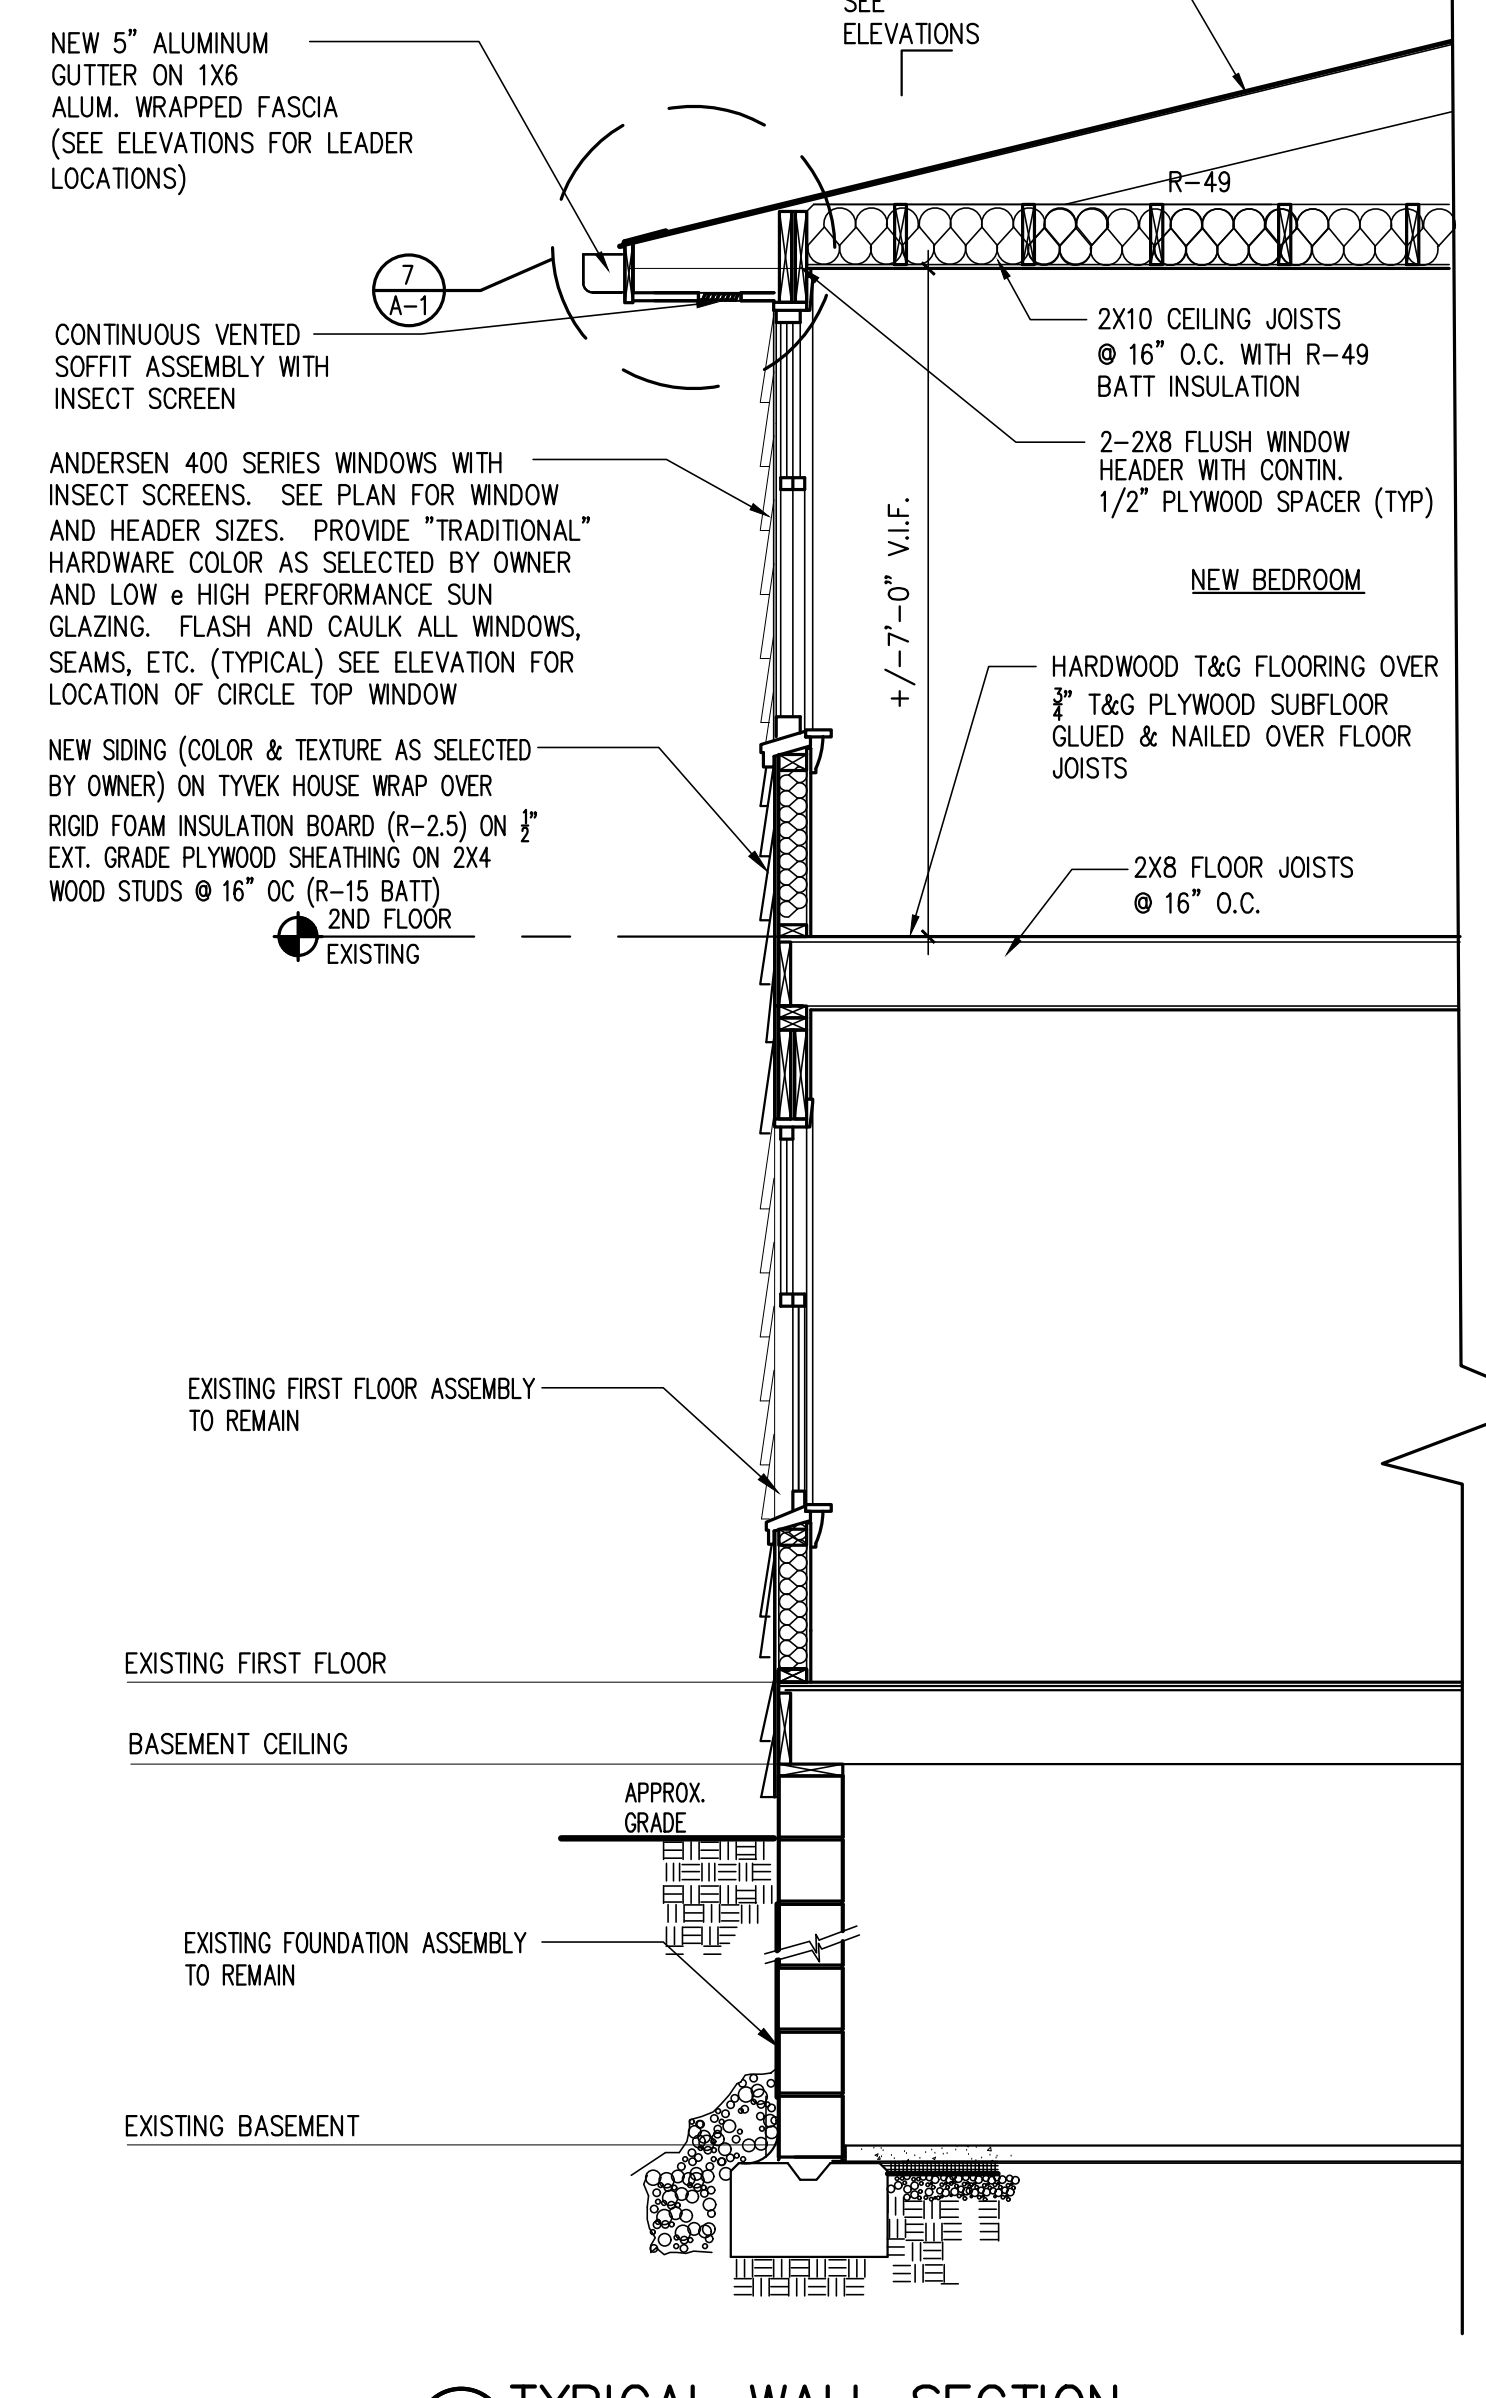 SEE
ELEVATIONS
NEW 5” ALUMINUM
GUTTER ON 1X6
ALUM. WRAPPED FASCIA
(SEE ELEVATIONS FOR LEADER
LOCATIONS)
R-49
7
A-1
CONTINUOUS VENTED
SOFFIT ASSEMBLY WITH
INSECT SCREEN
2X10 CEILING JOISTS
@ 16” O.C. WITH R-49
BATT INSULATION
2-2X8 FLUSH WINDOW
HEADER WITH CONTIN.
1/2” PLYWOOD SPACER (TYP)
ANDERSEN 400 SERIES WINDOWS WITH
INSECT SCREENS. SEE PLAN FOR WINDOW
AND HEADER SIZES. PROVIDE ”TRADITIONAL”
HARDWARE COLOR AS SELECTED BY OWNER
AND LOW e HIGH PERFORMANCE SUN
GLAZING. FLASH AND CAULK ALL WINDOWS,
SEAMS, ETC. (TYPICAL) SEE ELEVATION FOR
LOCATION OF CIRCLE TOP WINDOW
+/-7’-0” V.I.F.
NEW BEDROOM
HARDWOOD T&G FLOORING OVER
3/4” T&G PLYWOOD SUBFLOOR
GLUED & NAILED OVER FLOOR
JOISTS
NEW SIDING (COLOR & TEXTURE AS SELECTED
BY OWNER) ON TYVEK HOUSE WRAP OVER
RIGID FOAM INSULATION BOARD (R-2.5) ON 1/2”
EXT. GRADE PLYWOOD SHEATHING ON 2X4
WOOD STUDS @ 16” OC (R-15 BATT)
2X8 FLOOR JOISTS
@ 16” O.C.
2ND FLOOR
EXISTING
EXISTING FIRST FLOOR ASSEMBLY
TO REMAIN
EXISTING FIRST FLOOR
BASEMENT CEILING
APPROX.
GRADE
EXISTING FOUNDATION ASSEMBLY
TO REMAIN
EXISTING BASEMENT
TYPICAL WALL SECTION